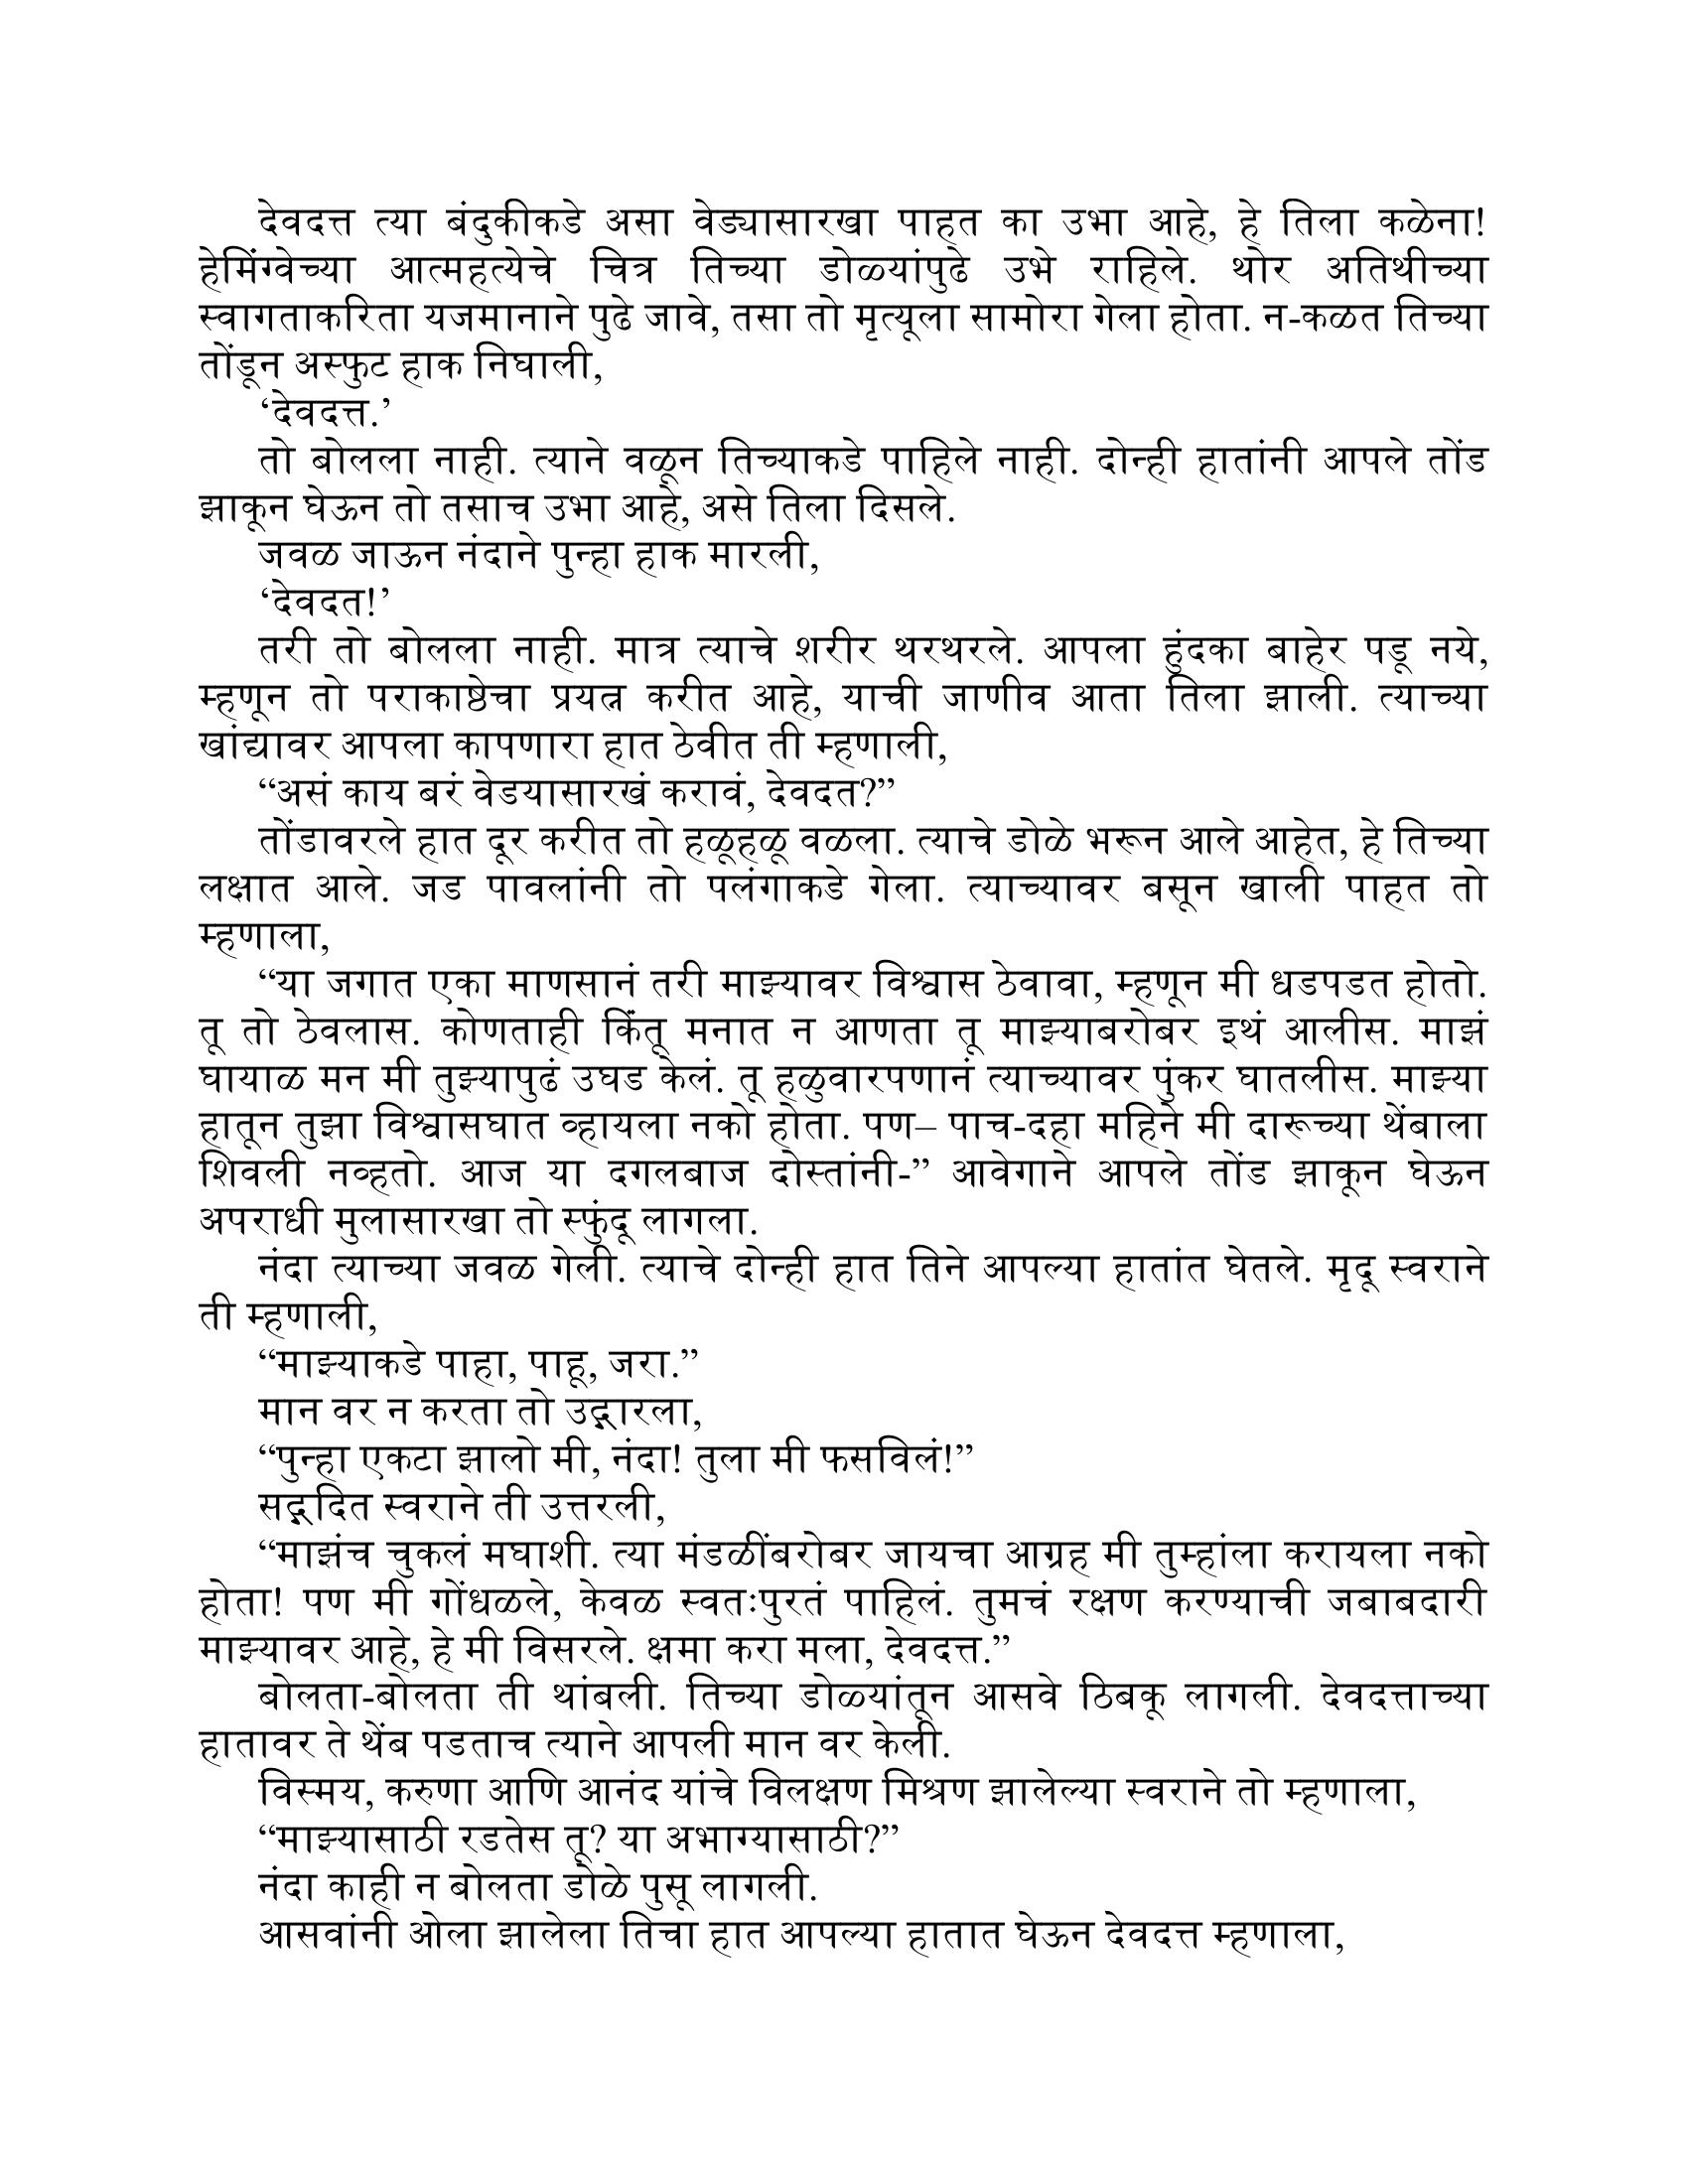 देवदत्त त्या बंदुकीकडे असा वेड्यासारखा पाहत का उभा आहे, हे तिला कळेना!
हेमिंग्वेच्या आत्महत्येचे चित्र तिच्या डोळ्यांपुढे उभे राहिले. थोर अतिथीच्या
स्वागताकरिता यजमानाने पुढे जावे, तसा तो मृत्यूला सामोरा गेला होता. न-कळत तिच्या
तोंडून अस्फुट हाक निघाली,
‘देवदत्त.’
तो बोलला नाही. त्याने वळून तिच्याकडे पाहिले नाही. दोन्ही हातांनी आपले तोंड
झाकून घेऊन तो तसाच उभा आहे, असे तिला दिसले.
जवळ जाऊन नंदाने पुन्हा हाक मारली,
‘देवदत!’
तरी तो बोलला नाही. मात्र त्याचे शरीर थरथरले. आपला हुंदका बाहेर पडू नये,
म्हणून तो पराकाष्ठेचा प्रयत्न करीत आहे, याची जाणीव आता तिला झाली. त्याच्या
खांद्यावर आपला कापणारा हात ठेवीत ती म्हणाली,
“असं काय बरं वेडयासारखं करावं, देवदत?”
तोंडावरले हात दूर करीत तो हळूहळू वळला. त्याचे डोळे भरून आले आहेत, हे तिच्या
लक्षात आले. जड पावलांनी तो पलंगाकडे गेला. त्याच्यावर बसून खाली पाहत तो
म्हणाला,
“या जगात एका माणसानं तरी माझ्यावर विश्वास ठेवावा, म्हणून मी धडपडत होतो.
तू तो ठेवलास. कोणताही किंतू मनात न आणता तू माझ्याबरोबर इथं आलीस. माझं
घायाळ मन मी तुझ्यापुढं उघड केलं. तू हळुवारपणानं त्याच्यावर पुंकर घातलीस. माझ्या
हातून तुझा विश्वासघात व्हायला नको होता. पण– पाच-दहा महिने मी दारूच्या थेंबाला
शिवली नव्हतो. आज या दगलबाज दोस्तांनी-” आवेगाने आपले तोंड झाकून घेऊन
अपराधी मुलासारखा तो स्फुंदू लागला.
नंदा त्याच्या जवळ गेली. त्याचे दोन्ही हात तिने आपल्या हातांत घेतले. मृदू स्वराने
ती म्हणाली,
“माझ्याकडे पाहा, पाहू, जरा.”
मान वर न करता तो उद्गारला,
“पुन्हा एकटा झालो मी, नंदा! तुला मी फसविलं!”
सद्गदित स्वराने ती उत्तरली,
“माझंच चुकलं मघाशी. त्या मंडळींबरोबर जायचा आग्रह मी तुम्हांला करायला नको
होता! पण मी गोंधळले, केवळ स्वतःपुरतं पाहिलं. तुमचं रक्षण करण्याची जबाबदारी
माझ्यावर आहे, हे मी विसरले. क्षमा करा मला, देवदत्त.”
बोलता-बोलता ती थांबली. तिच्या डोळ्यांतून आसवे ठिबकू लागली. देवदत्ताच्या
हातावर ते थेंब पडताच त्याने आपली मान वर केली.
विस्मय, करुणा आणि आनंद यांचे विलक्षण मिश्रण झालेल्या स्वराने तो म्हणाला,
“माझ्यासाठी रडतेस तू? या अभाग्यासाठी?”
नंदा काही न बोलता डोळे पुसू लागली.
आसवांनी ओला झालेला तिचा हात आपल्या हातात घेऊन देवदत्त म्हणाला,